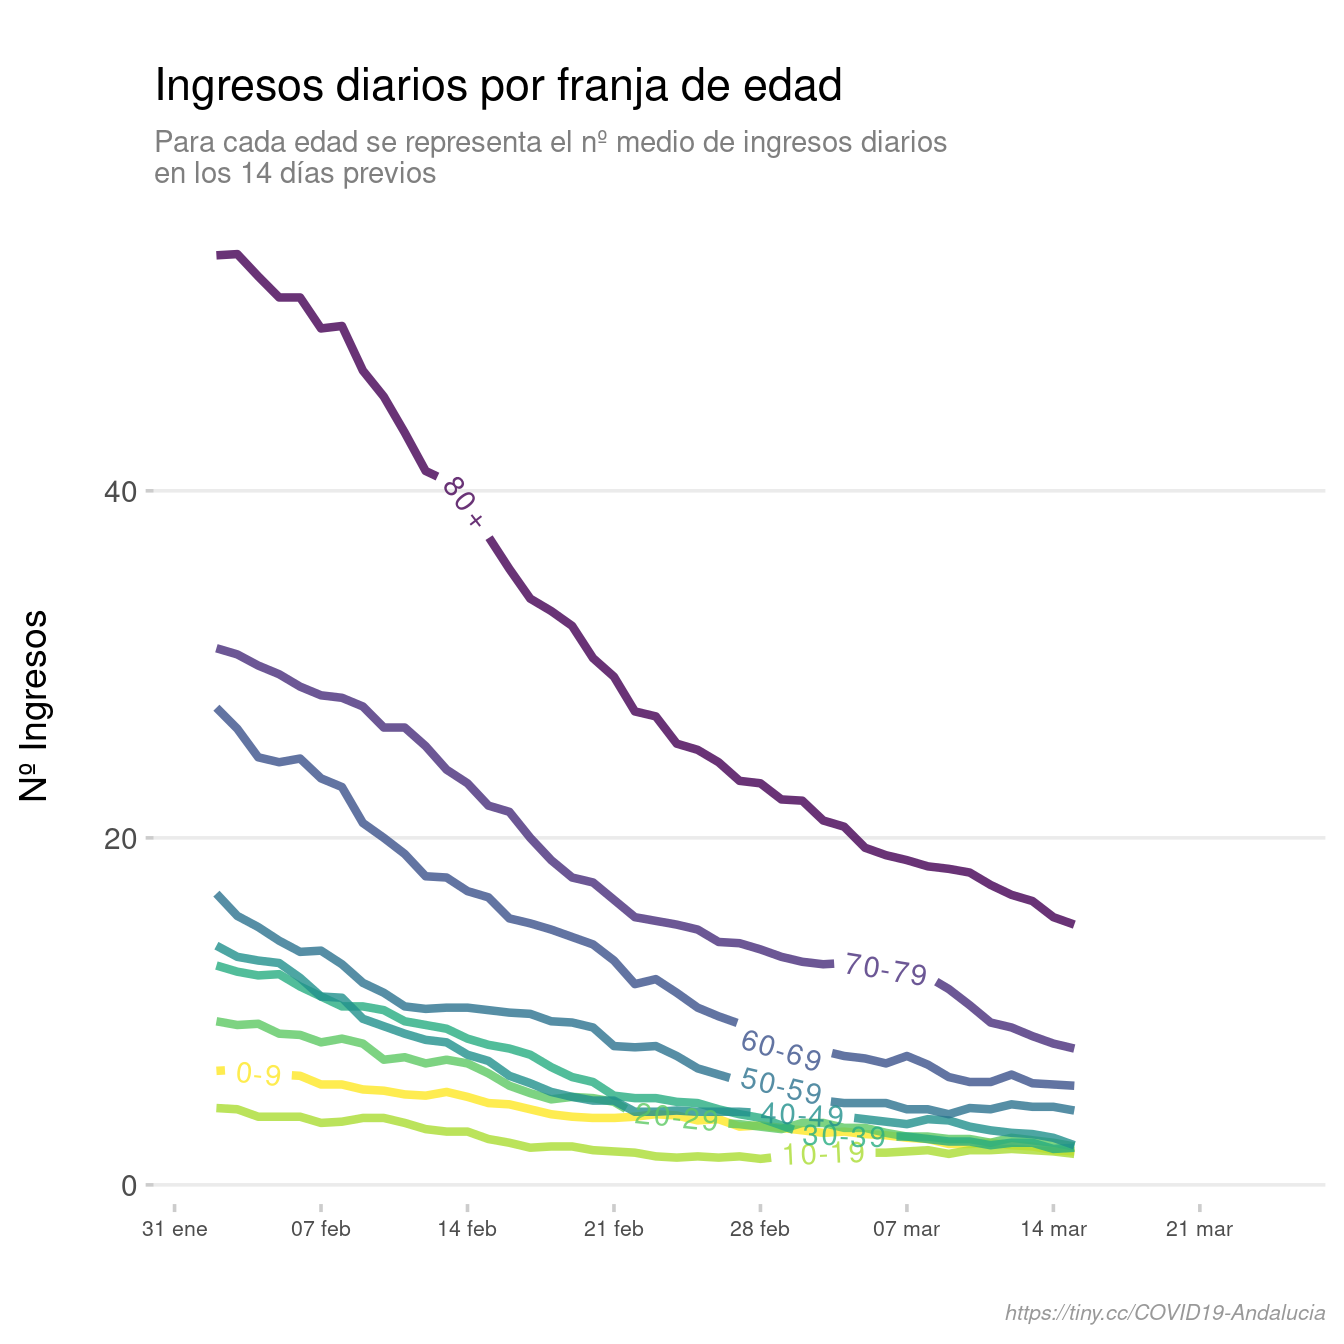 Ingresos diarios por franja de edad
Para cada edad se representa el nº medio de ingresos diarios
en los 14 días previos
Nº Ingresos
40
20
0
80+
70-79
60-69
50-59
40-49
30-39
20-29
10-19
0-9
31 ene
07 feb
14 feb
21 feb
28 feb
07 mar
14 mar
21 mar
https://tiny.cc/COVID19-Andalucia